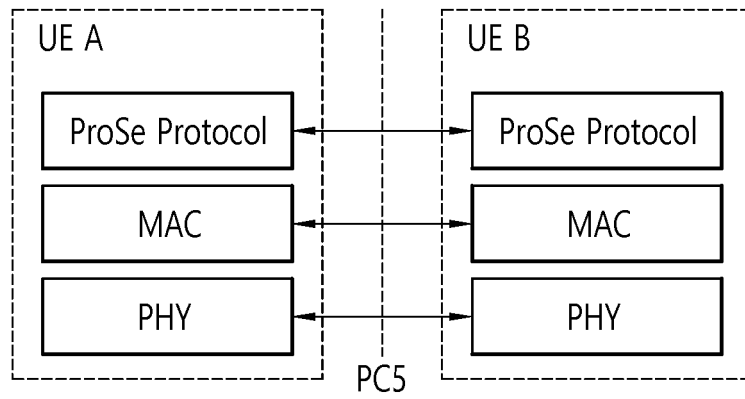 UE A
UE B
ProSe Protocol
ProSe Protocol
MAC
MAC
PHY
PHY
PC5